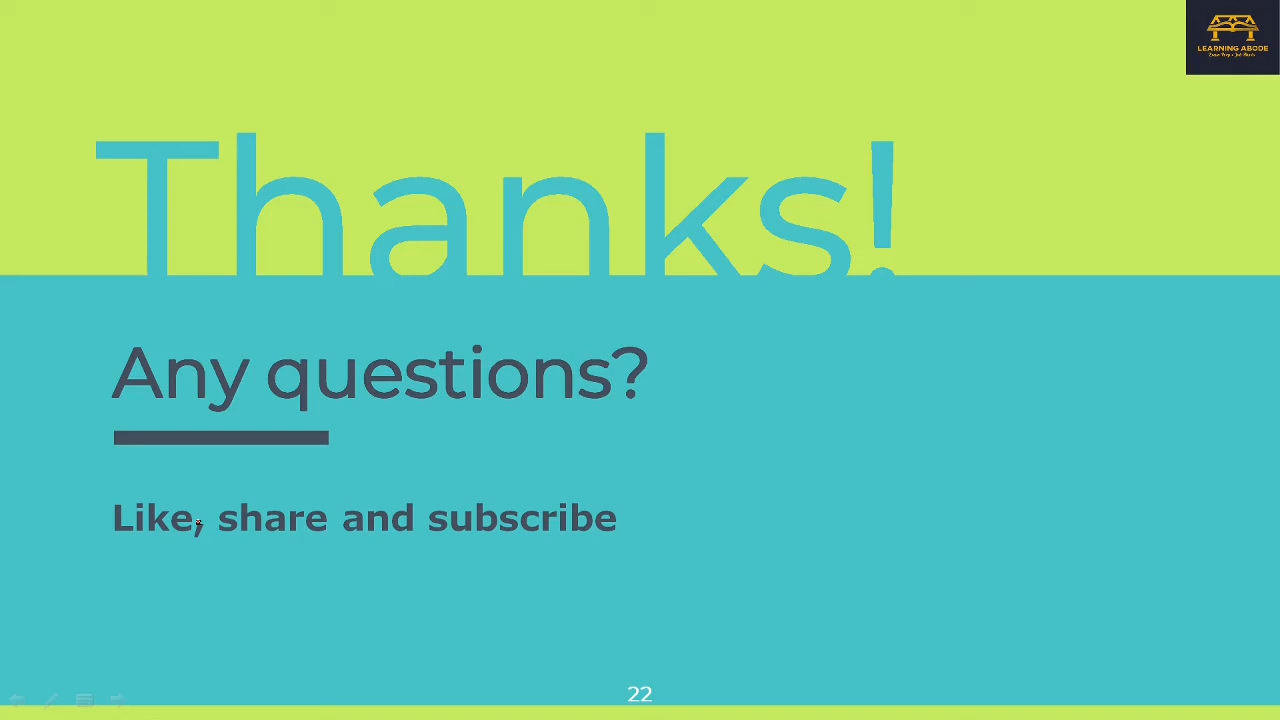 LEARNING ABODE
Thanks!
Any questions?
Like, share and subscribe
22